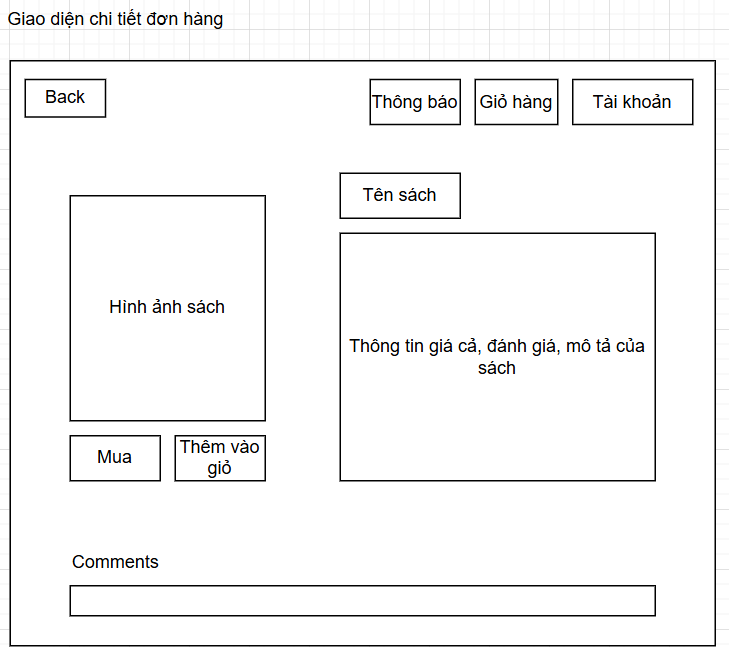 Giao diện chi tiết đơn hàng
Back
Thông báo
Giỏ hàng
Tài khoản
Tên sách
Hình ảnh sách
Thông tin giá cả, đánh giá, mô tả của
sách
Mua
Thêm vào
giỏ
Comments